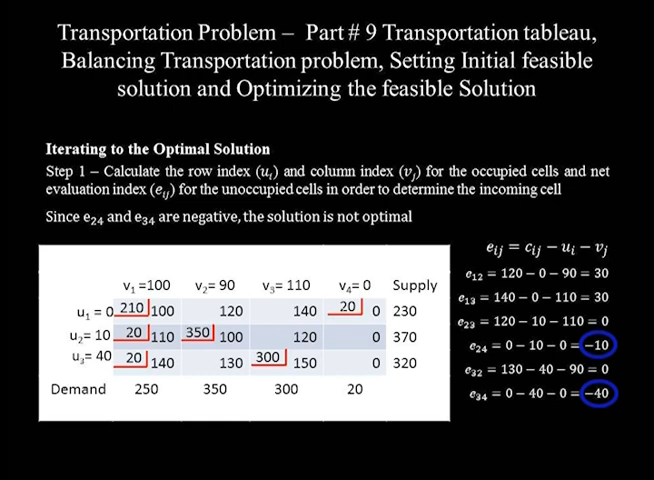 Transportation Problem – Part # 9 Transportation tableau,
Balancing Transportation problem, Setting Initial feasible
solution and Optimizing the feasible Solution
Iterating to the Optimal Solution
Step 1 – Calculate the row index (uᵢ) and column index (vⱼ) for the occupied cells and net
evaluation index (eᵢⱼ) for the unoccupied cells in order to determine the incoming cell
Since e₂₄ and e₃₄ are negative, the solution is not optimal
v₁ =100 v₂= 90 v₃= 110 v₄= 0 Supply
u₁ = 0 210 100 120 140 20 0 230
u₂= 10 20 110 350 100 120 0 370
u₃= 40 20 140 130 300 150 0 320
Demand 250 350 300 20
eᵢⱼ = cᵢⱼ − uᵢ − vⱼ
e₁₂ = 120 − 0 − 90 = 30
e₁₃ = 140 − 0 − 110 = 30
e₂₃ = 120 − 10 − 110 = 0
e₂₄ = 0 − 10 − 0 = −10
e₃₂ = 130 − 40 − 90 = 0
e₃₄ = 0 − 40 − 0 = −40